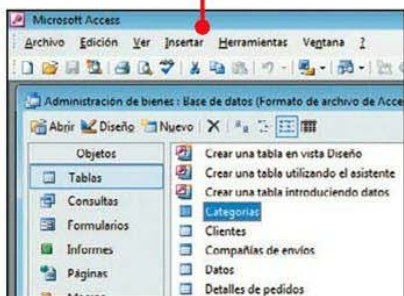 Microsoft Access
Archivo Edición Ver Insertar Herramientas Ventana ?
Administración de bienes : Base de datos (Formato de archivo de Acce
Abrir Diseño Nuevo
Objetos
Tablas
Consultas
Formularios
Informes
Páginas
Macros
Crear una tabla en vista Diseño
Crear una tabla utilizando el asistente
Crear una tabla introduciendo datos
Categorías
Clientes
Compañías de envíos
Datos
Detalles de pedidos